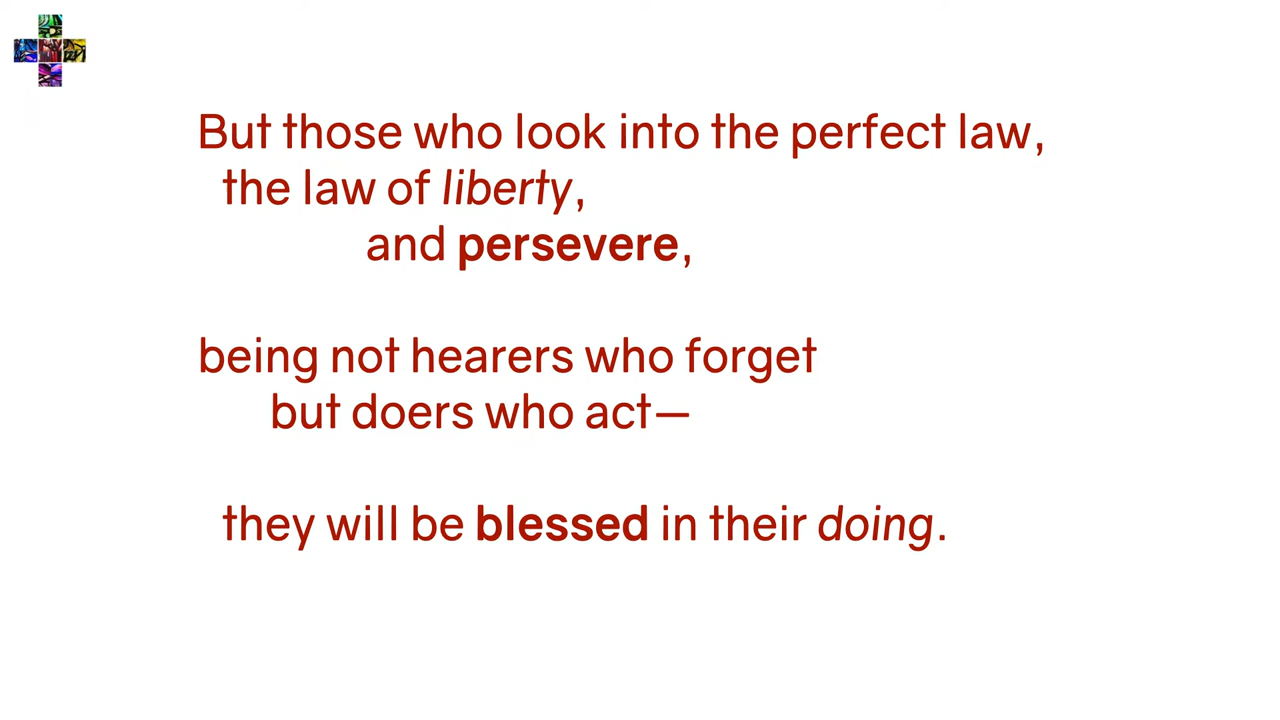 But those who look into the perfect law,
the law of liberty,
and persevere,
being not hearers who forget
but doers who act—
they will be blessed in their doing.